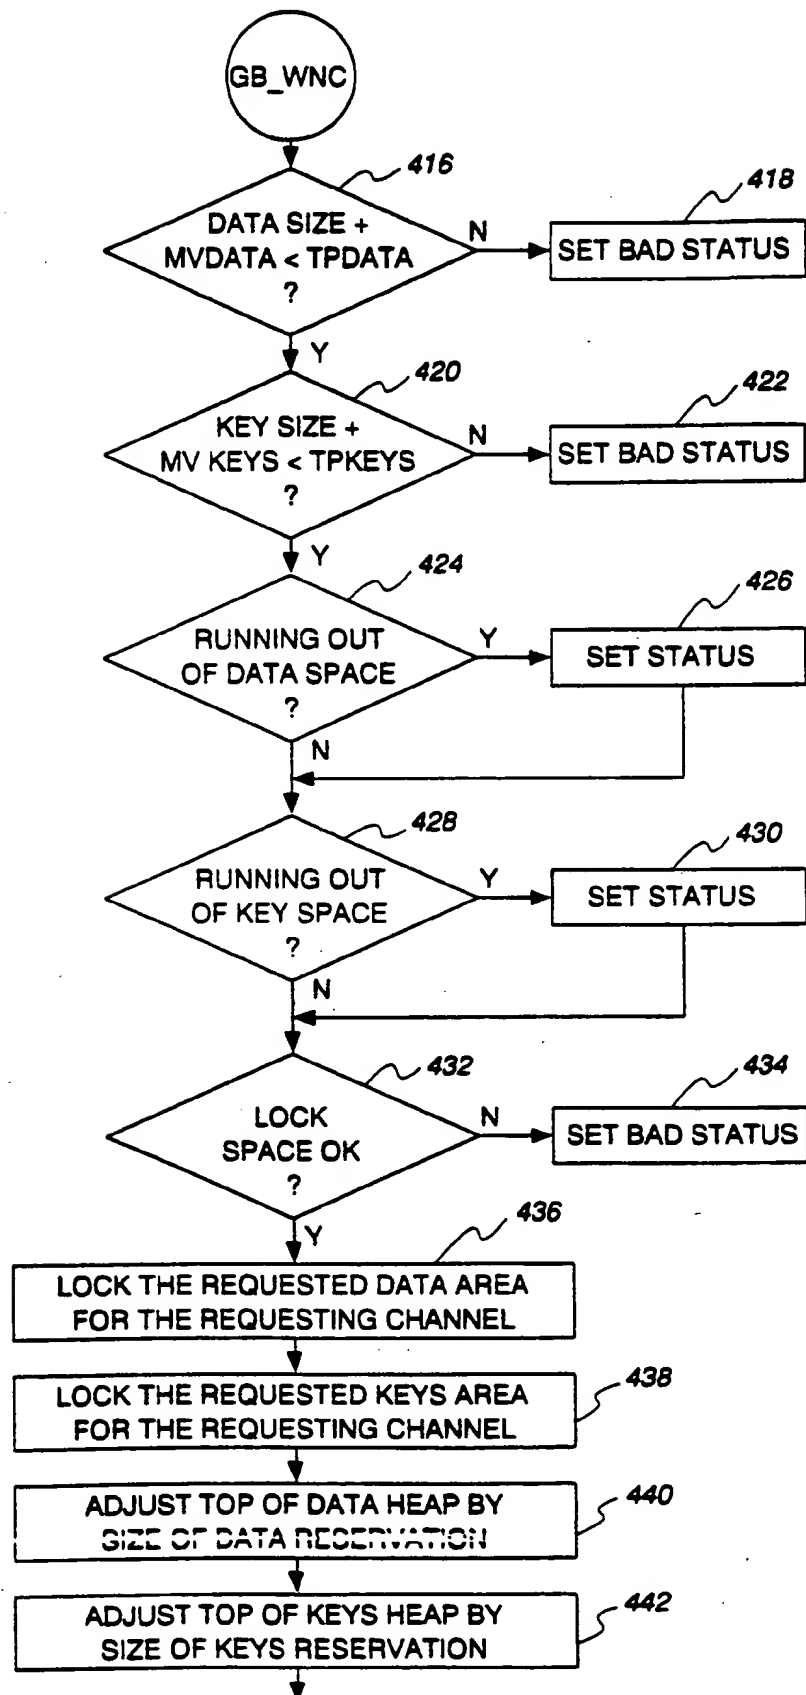 GB_WNC
416
DATA SIZE +
MVDATA < TPDATA
?
N
418
SET BAD STATUS
Y
420
KEY SIZE +
MV KEYS < TPKEYS
?
N
422
SET BAD STATUS
Y
424
RUNNING OUT
OF DATA SPACE
?
Y
426
SET STATUS
N
428
RUNNING OUT
OF KEY SPACE
?
Y
430
SET STATUS
N
432
LOCK
SPACE OK
?
N
434
SET BAD STATUS
Y
436
LOCK THE REQUESTED DATA AREA
FOR THE REQUESTING CHANNEL
438
LOCK THE REQUESTED KEYS AREA
FOR THE REQUESTING CHANNEL
440
ADJUST TOP OF DATA HEAP BY
SIZE OF DATA RESERVATION
442
ADJUST TOP OF KEYS HEAP BY
SIZE OF KEYS RESERVATION